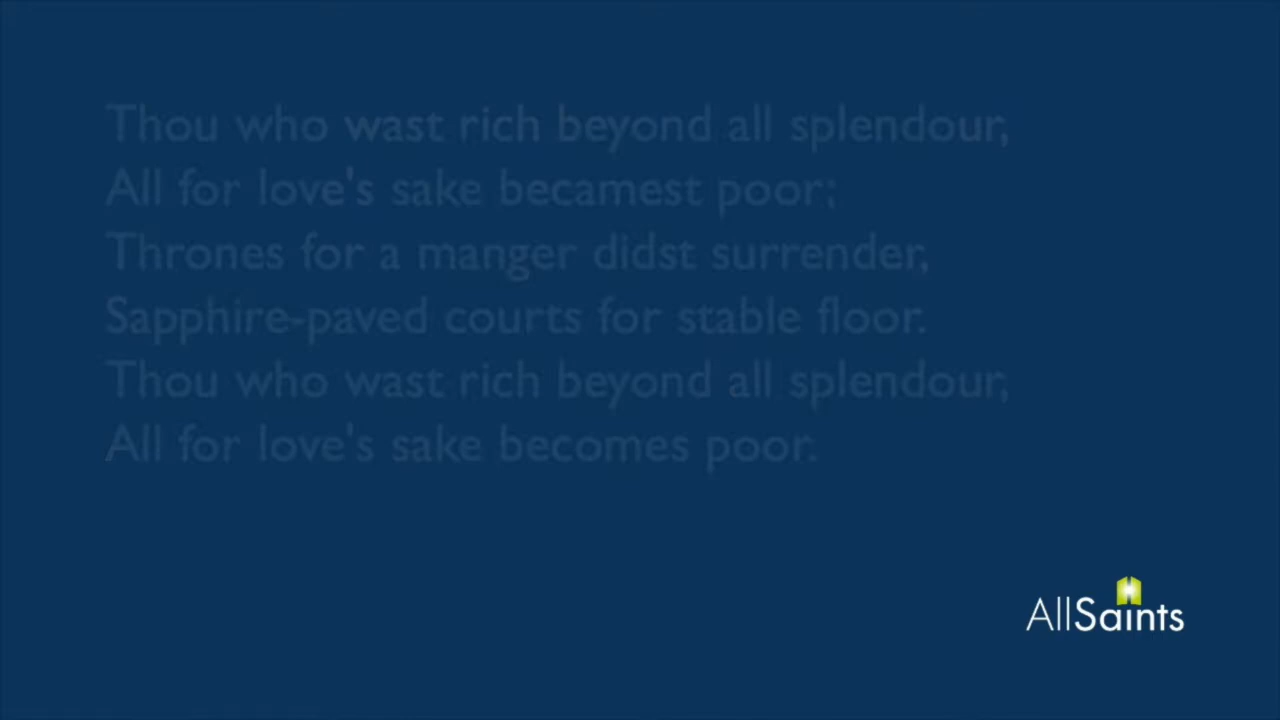 Thou who wast rich beyond all splendour,
All for love's sake becamest poor;
Thrones for a manger didst surrender,
Sapphire-paved courts for stable floor.
Thou who wast rich beyond all splendour,
All for love's sake becomes poor.
AllSaints